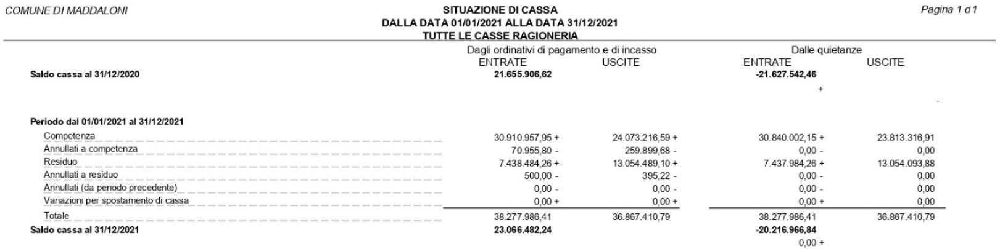 COMUNE DI MADDALONI SITUAZIONE DI CASSA Pagina 1 di 1
DALLA DATA 01/01/2021 ALLA DATA 31/12/2021
TUTTE LE CASSE RAGIONERIA
Dagli ordinativi di pagamento e di incasso Dalle quietanze
ENTRATE USCITE ENTRATE USCITE
Saldo cassa al 31/12/2020 21.655.906,62 -21.627.542,46
+
-
Periodo dal 01/01/2021 al 31/12/2021
Competenza 30.910.957,95 + 24.073.216,59 + 30.840.002,15 + 23.813.316,91
Annullati a competenza 70.955,80 - 259.899,68 - 0,00 - 0,00
Residuo 7.438.484,26 + 13.054.489,10 + 7.437.984,26 + 13.054.093,88
Annullati a residuo 500,00 - 395,22 - 0,00 - 0,00
Annullati (da periodo precedente) 0,00 - 0,00 - 0,00 - 0,00
Variazioni per spostamento di cassa 0,00 + 0,00 + 0,00 + 0,00
Totale 38.277.986,41 36.867.410,79 38.277.986,41 36.867.410,79
Saldo cassa al 31/12/2021 23.066.482,24 -20.216.966,84
0,00 +